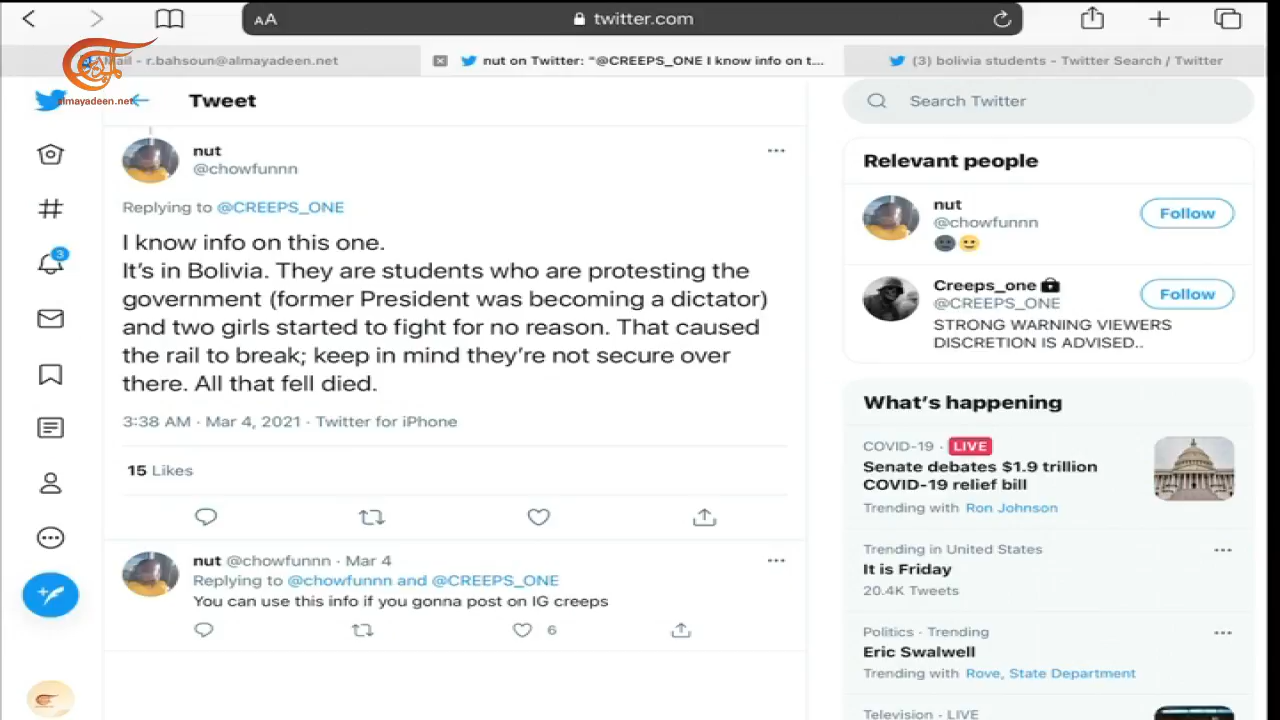 AA
twitter.com
Mail - r.bahsoun@almayadeen.net
nut on Twitter: "@CREEPS_ONE I know info on t...
(3) bolivia students - Twitter Search / Twitter
almayadeen.net
Tweet
Search Twitter
nut
@chowfunnn
Replying to @CREEPS_ONE
I know info on this one.
It's in Bolivia. They are students who are protesting the
government (former President was becoming a dictator)
and two girls started to fight for no reason. That caused
the rail to break; keep in mind they're not secure over
there. All that fell died.
3:38 AM · Mar 4, 2021 · Twitter for iPhone
15 Likes
nut @chowfunnn · Mar 4
Replying to @chowfunnn and @CREEPS_ONE
You can use this info if you gonna post on IG creeps
6
3
Relevant people
nut
@chowfunnn
Follow
Creeps_one
@CREEPS_ONE
Follow
STRONG WARNING VIEWERS
DISCRETION IS ADVISED..
What's happening
COVID-19 · LIVE
Senate debates $1.9 trillion
COVID-19 relief bill
Trending with Ron Johnson
Trending in United States
It is Friday
20.4K Tweets
Politics · Trending
Eric Swalwell
Trending with Rove, State Department
Television · LIVE